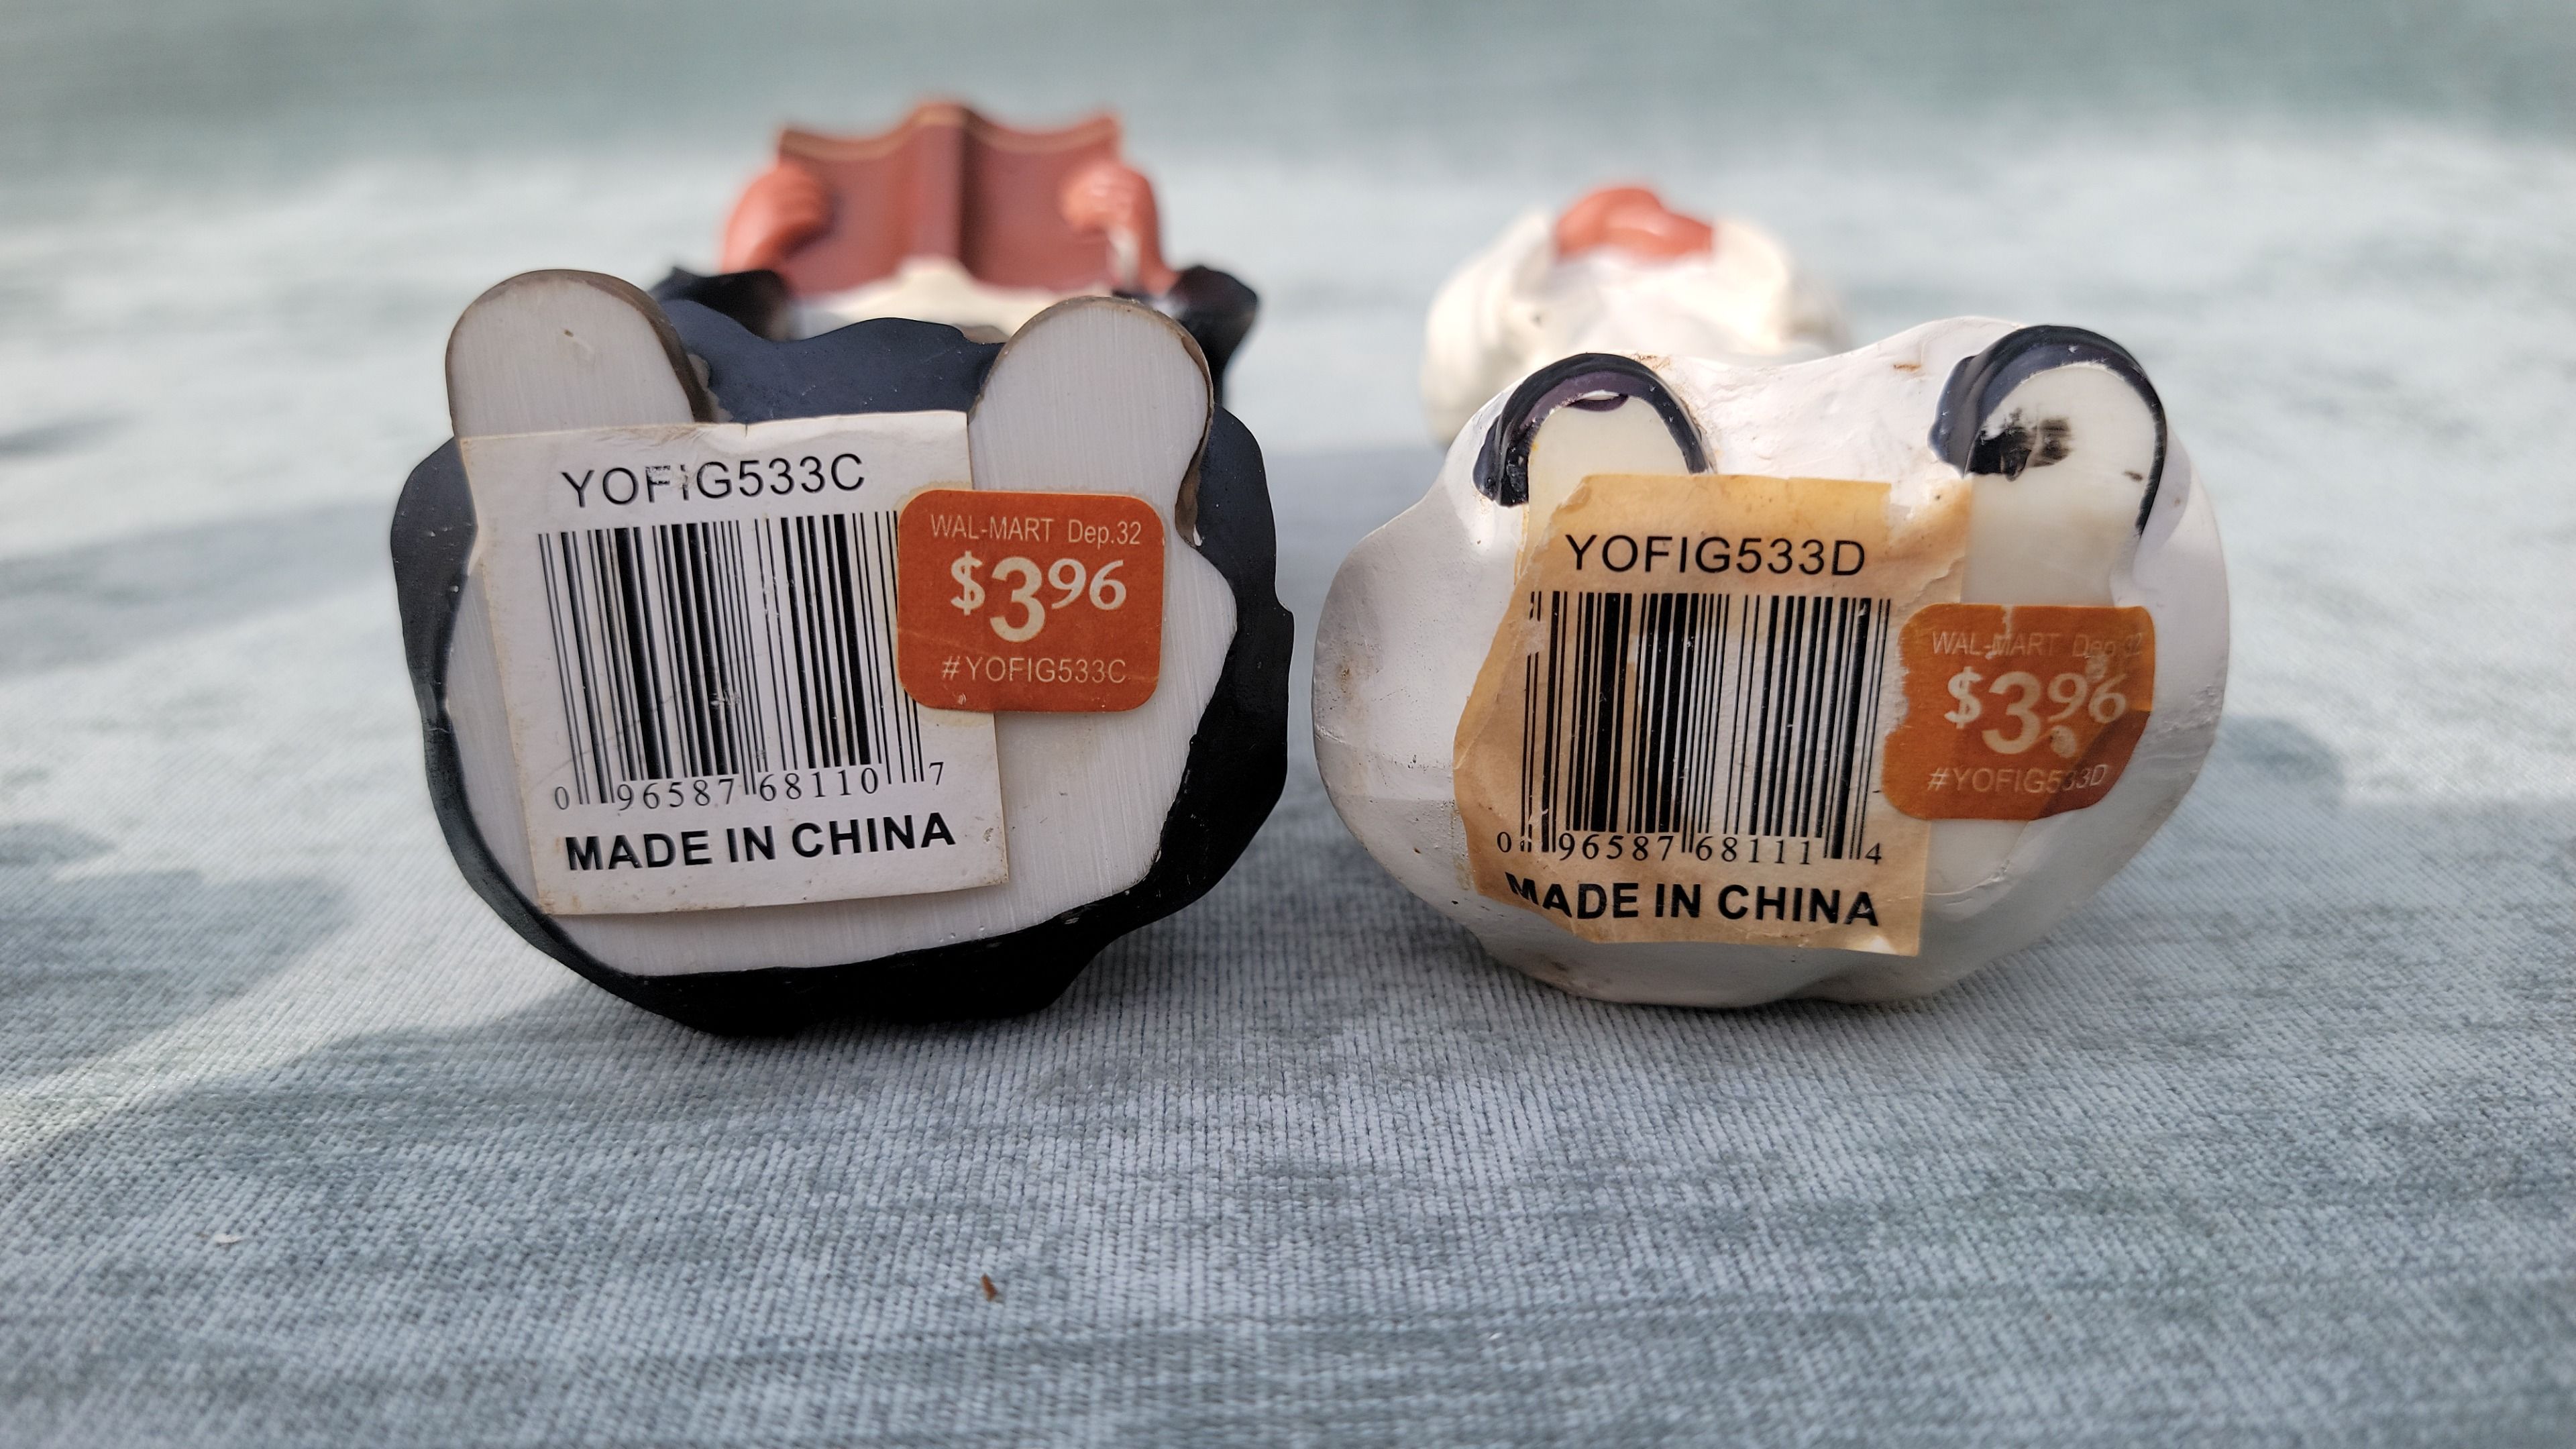 YOFIG533C
0 96587 68110 7
MADE IN CHINA
WAL-MART Dep.32
$3.96
#YOFIG533C
YOFIG533D
0 96587 68111 4
MADE IN CHINA
WAL-MART Dep.32
$3.96
#YOFIG533D